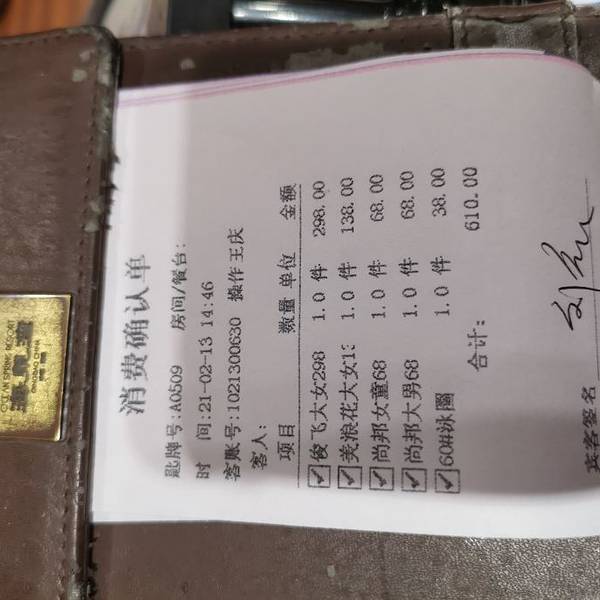 消费确认单
匙牌号:A0509 房间/餐台:
时 间:21-02-13 14:46
客账号:1021300630 操作 王庆
客人:
项目 数量 单位 金额
俊飞大女298 1.0 件 298.00
美浪花大女13 1.0 件 138.00
尚邦女童68 1.0 件 68.00
尚邦大男68 1.0 件 68.00
60#泳圈 1.0 件 38.00
合计: 610.00
宾客签名
OCEAN SPRING RESORT